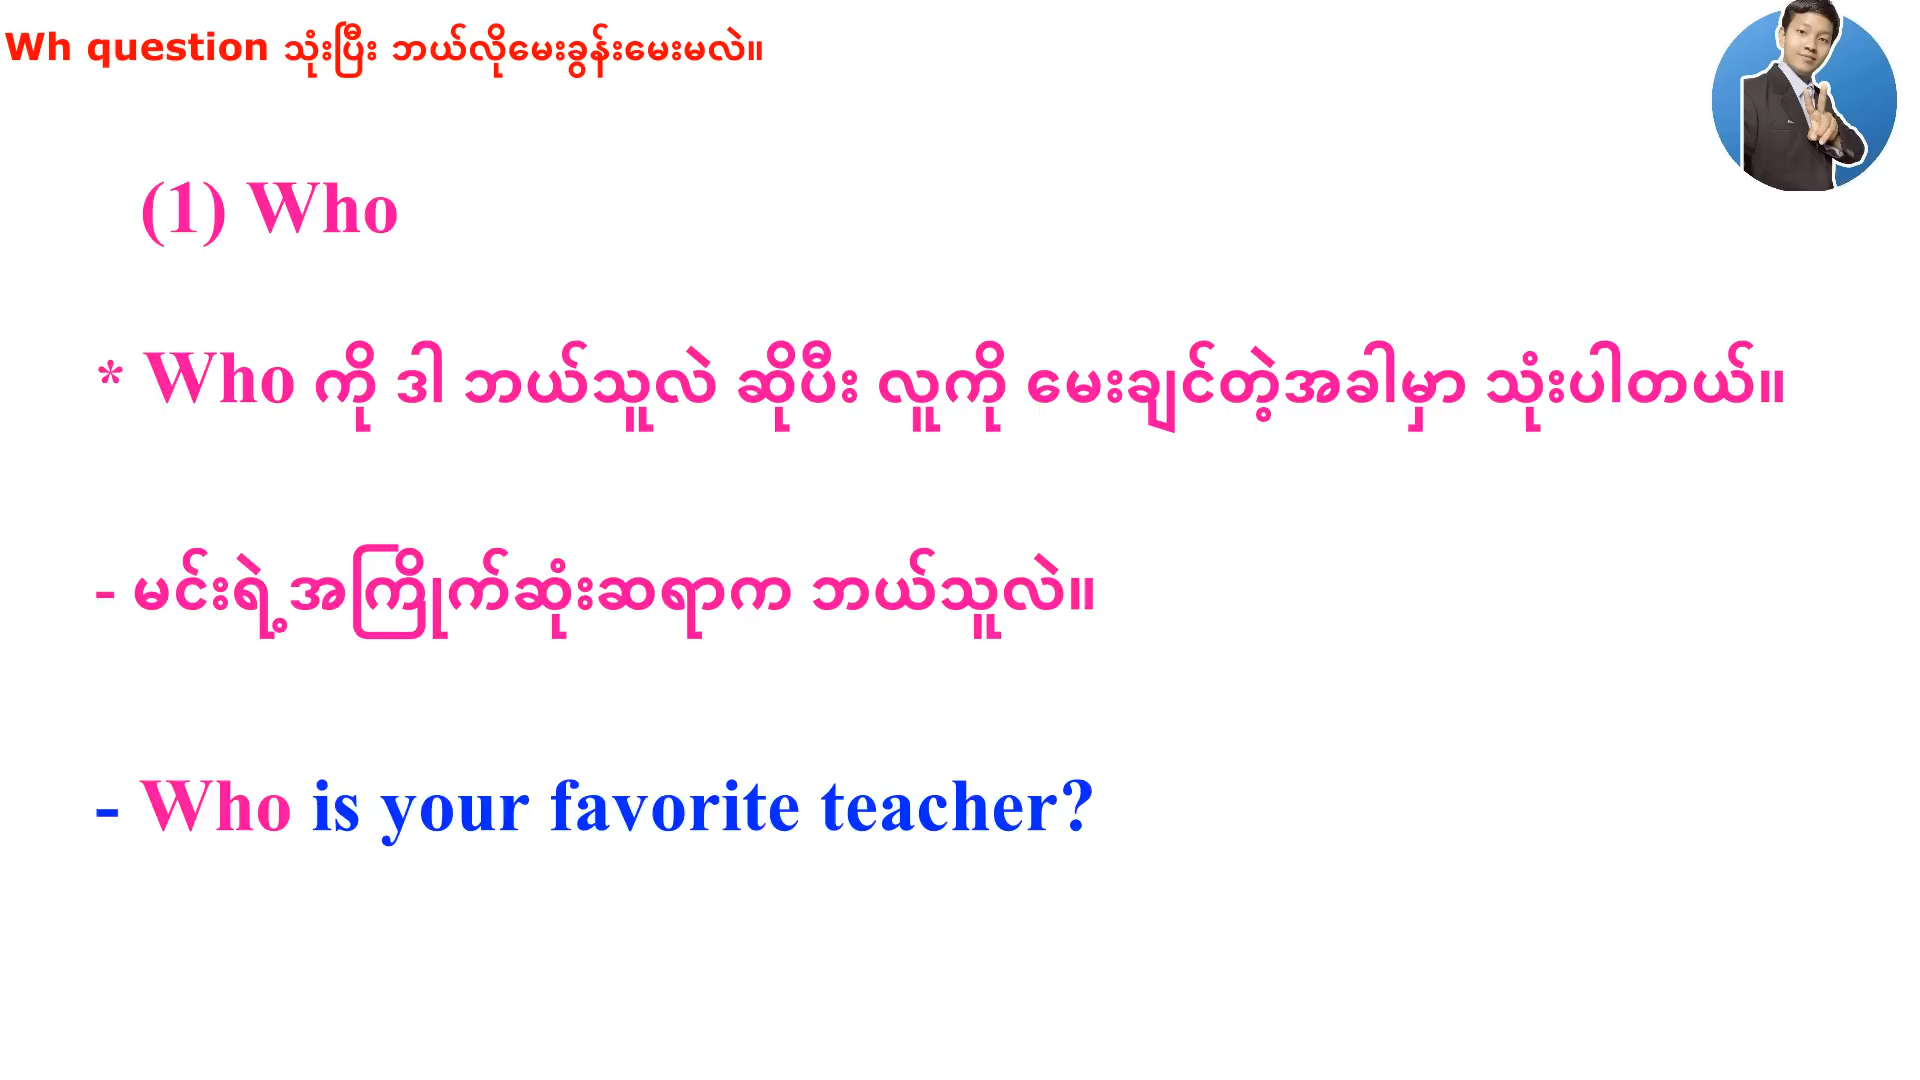 Wh question သုံးပြီး ဘယ်လိုမေးခွန်းမေးမလဲ။
(1) Who
* Who ကို ဒါ ဘယ်သူလဲ ဆိုပီး လူကို မေးချင်တဲ့အခါမှာ သုံးပါတယ်။
- မင်းရဲ့အကြိုက်ဆုံးဆရာက ဘယ်သူလဲ။
- Who is your favorite teacher?